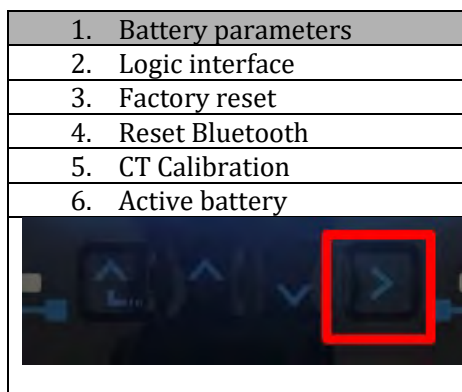 1. Battery parameters
2. Logic interface
3. Factory reset
4. Reset Bluetooth
5. CT Calibration
6. Active battery